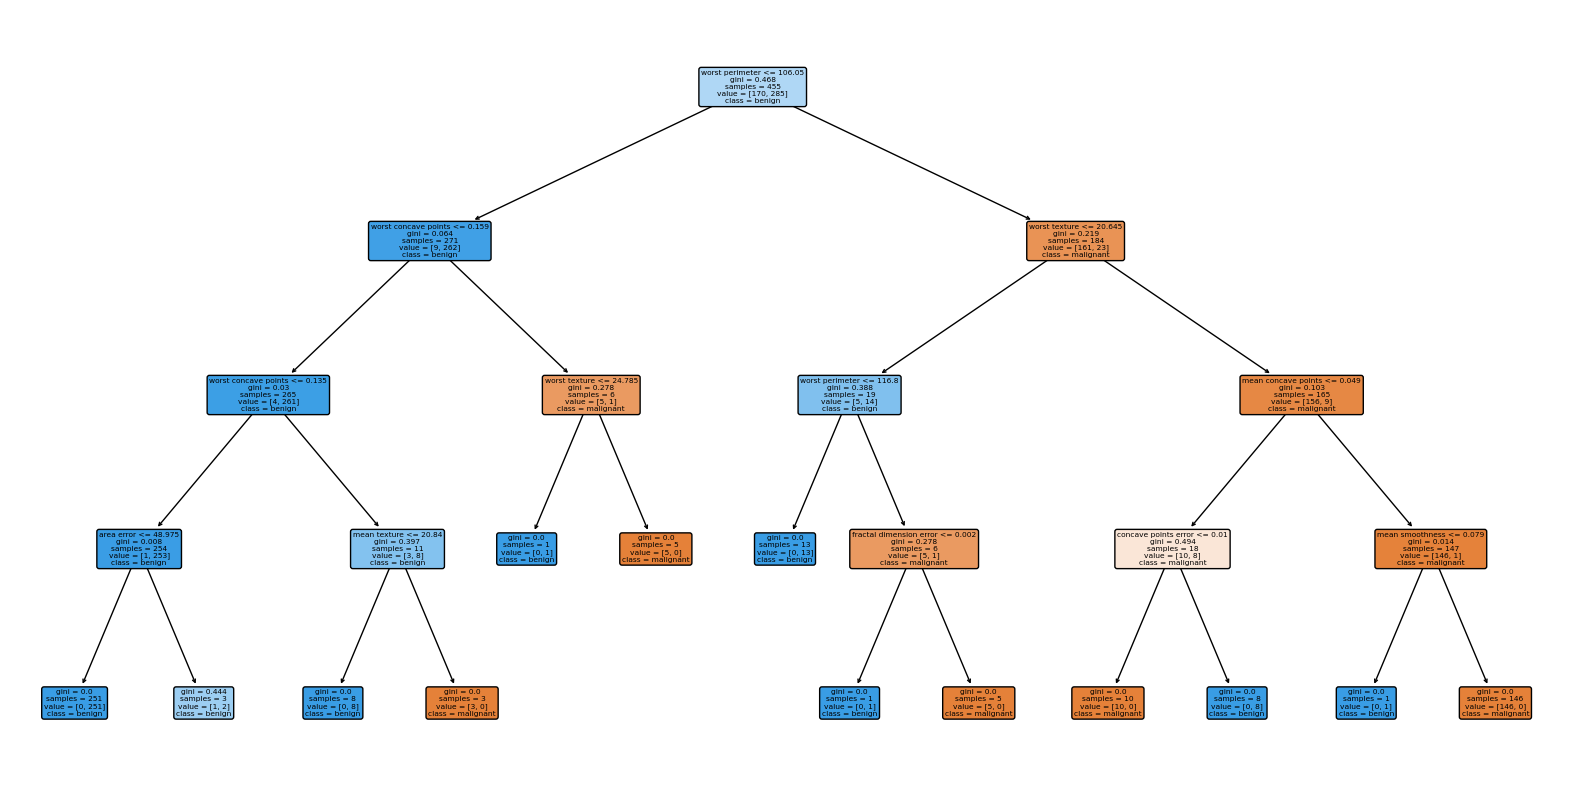 worst perimeter <= 106.05
gini = 0.468
samples = 455
value = [170, 285]
class = benign
worst concave points <= 0.159
gini = 0.064
samples = 271
value = [9, 262]
class = benign
worst texture <= 20.645
gini = 0.219
samples = 184
value = [161, 23]
class = malignant
worst concave points <= 0.135
gini = 0.03
samples = 265
value = [4, 261]
class = benign
worst texture <= 24.785
gini = 0.278
samples = 6
value = [5, 1]
class = malignant
worst perimeter <= 116.8
gini = 0.388
samples = 19
value = [5, 14]
class = benign
mean concave points <= 0.049
gini = 0.103
samples = 165
value = [156, 9]
class = malignant
area error <= 48.975
gini = 0.008
samples = 254
value = [1, 253]
class = benign
mean texture <= 20.84
gini = 0.397
samples = 11
value = [3, 8]
class = benign
gini = 0.0
samples = 1
value = [0, 1]
class = benign
gini = 0.0
samples = 5
value = [5, 0]
class = malignant
gini = 0.0
samples = 13
value = [0, 13]
class = benign
fractal dimension error <= 0.002
gini = 0.278
samples = 6
value = [5, 1]
class = malignant
concave points error <= 0.01
gini = 0.494
samples = 18
value = [10, 8]
class = malignant
mean smoothness <= 0.079
gini = 0.014
samples = 147
value = [146, 1]
class = malignant
gini = 0.0
samples = 251
value = [0, 251]
class = benign
gini = 0.444
samples = 3
value = [1, 2]
class = benign
gini = 0.0
samples = 8
value = [0, 8]
class = benign
gini = 0.0
samples = 3
value = [3, 0]
class = malignant
gini = 0.0
samples = 1
value = [0, 1]
class = benign
gini = 0.0
samples = 5
value = [5, 0]
class = malignant
gini = 0.0
samples = 10
value = [10, 0]
class = malignant
gini = 0.0
samples = 8
value = [0, 8]
class = benign
gini = 0.0
samples = 1
value = [0, 1]
class = benign
gini = 0.0
samples = 146
value = [146, 0]
class = malignant